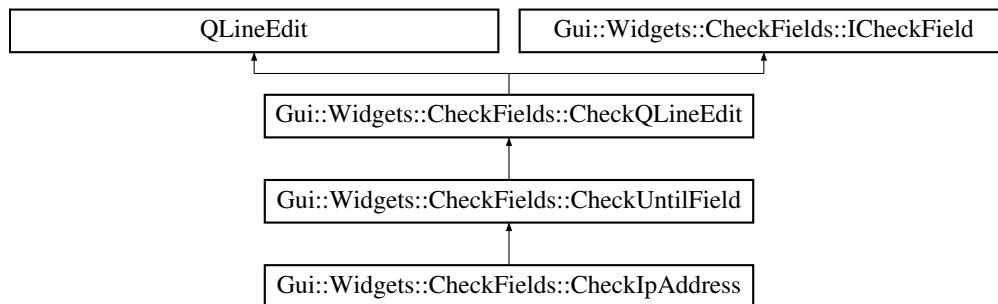 QLineEdit
Gui::Widgets::CheckFields::ICheckField
Gui::Widgets::CheckFields::CheckQLineEdit
Gui::Widgets::CheckFields::CheckUntilField
Gui::Widgets::CheckFields::CheckIpAddress